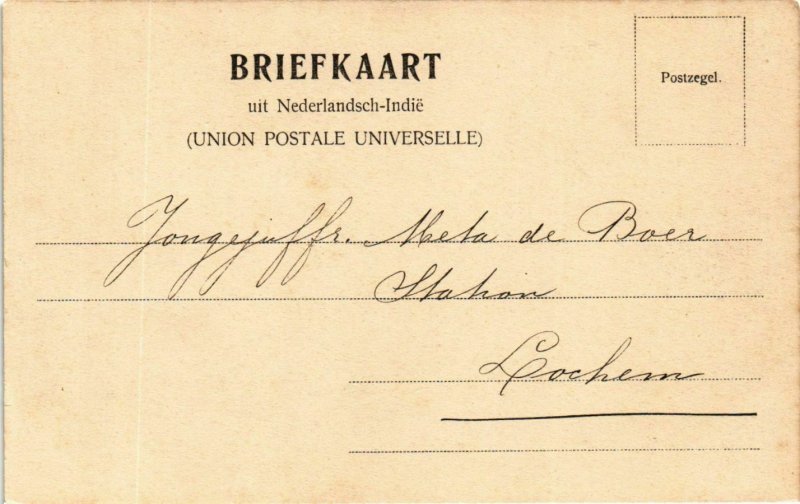 BRIEFKAART
uit Nederlandsch-Indië
(UNION POSTALE UNIVERSELLE)
Postzegel.
Jongejuffr. Meta de Boer
Station
Lochem